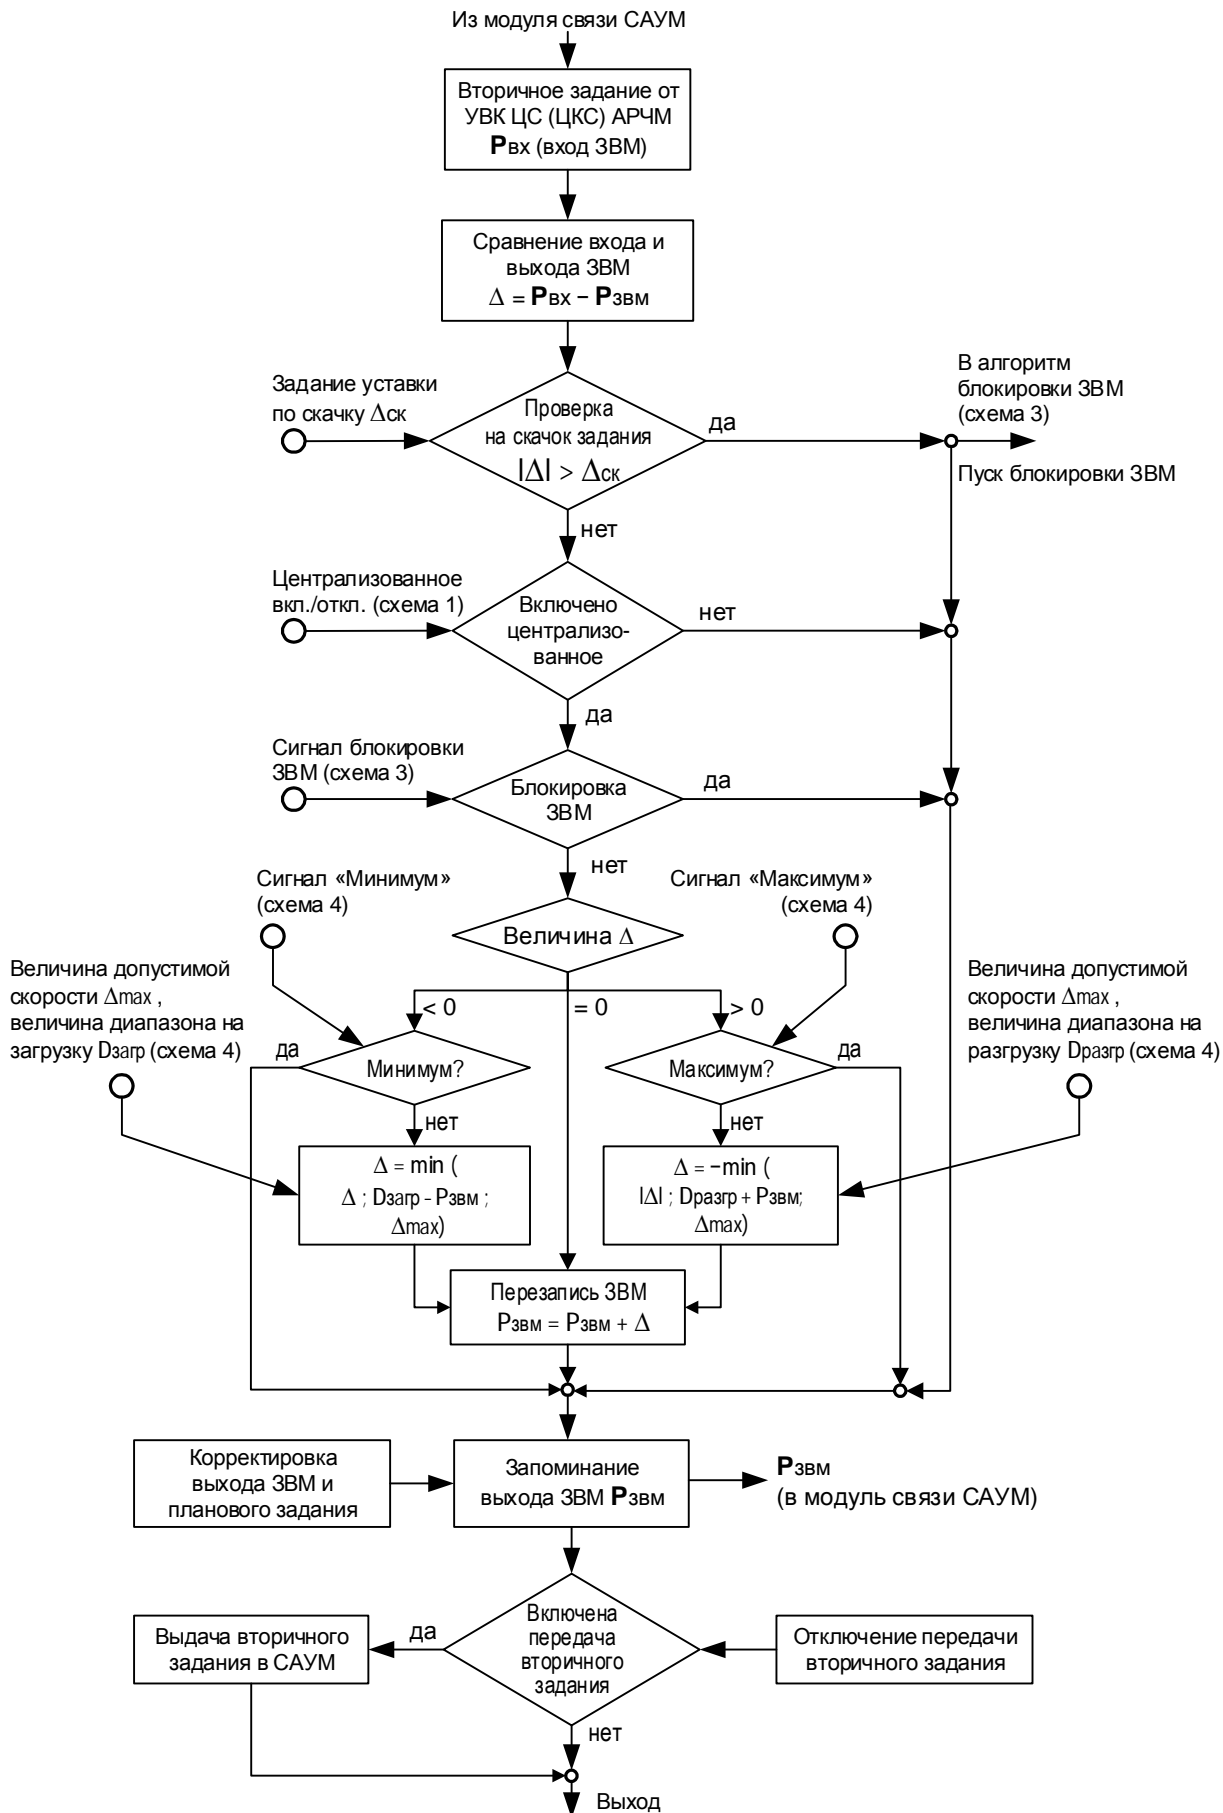 Из модуля связи САУМ
Вторичное задание от
УВК ЦС (ЦКС) АРЧМ
Pвх (вход ЗВМ)
Сравнение входа и
выхода ЗВМ
Δ = Pвх − Pзвм
Задание уставки
по скачку Δск
Проверка
на скачок задания
|Δ| > Δск
да
В алгоритм
блокировки ЗВМ
(схема 3)
Пуск блокировки ЗВМ
нет
Централизованное
вкл./откл. (схема 1)
Включено
централизо-
ванное
нет
да
Сигнал блокировки
ЗВМ (схема 3)
Блокировка
ЗВМ
да
нет
Сигнал «Минимум»
(схема 4)
Сигнал «Максимум»
(схема 4)
Величина Δ
Величина допустимой
скорости Δmax ,
величина диапазона на
загрузку Dзагр (схема 4)
Величина допустимой
скорости Δmax ,
величина диапазона на
разгрузку Dразгр (схема 4)
< 0
= 0
> 0
да
Минимум?
Максимум?
да
нет
нет
Δ = min (
Δ ; Dзагр - Pзвм ;
Δmax)
Δ = −min (
|Δ| ; Dразгр + Pзвм;
Δmax)
Перезапись ЗВМ
Pзвм = Pзвм + Δ
Корректировка
выхода ЗВМ и
планового задания
Запоминание
выхода ЗВМ Pзвм
Pзвм
(в модуль связи САУМ)
Выдача вторичного
задания в САУМ
да
Включена
передача
вторичного
задания
Отключение передачи
вторичного задания
нет
Выход